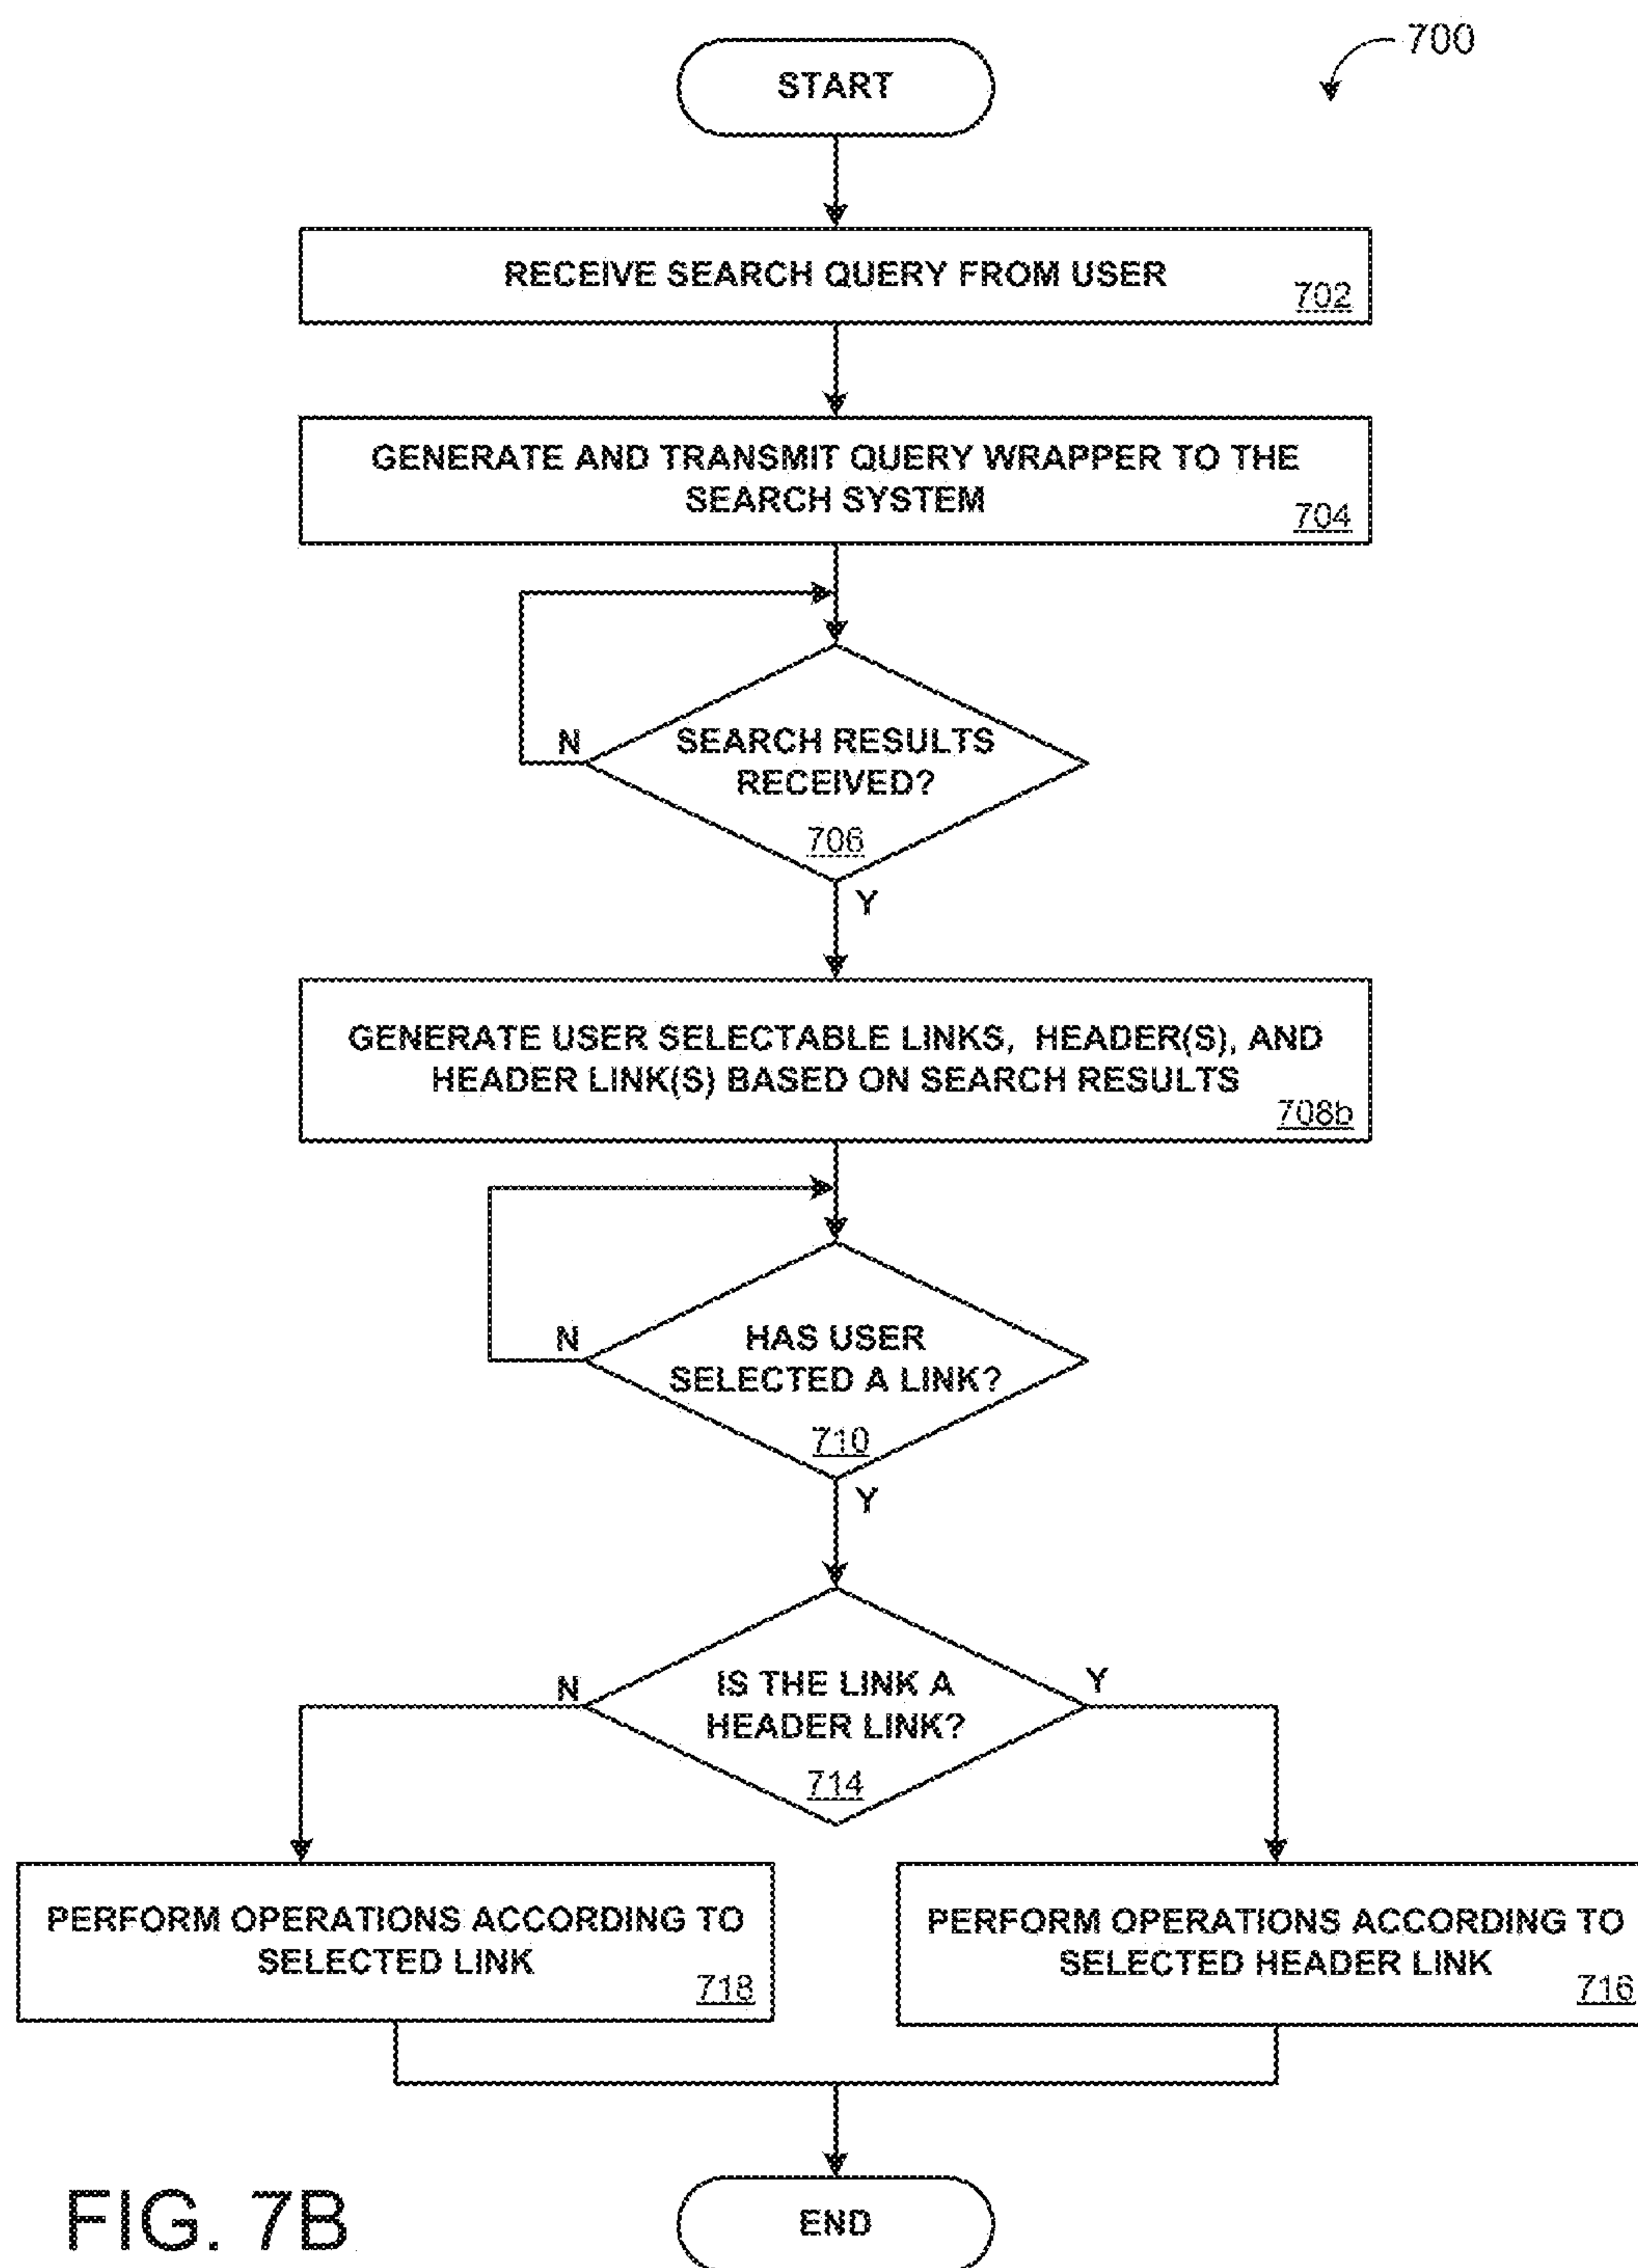 700
START
RECEIVE SEARCH QUERY FROM USER
702
GENERATE AND TRANSMIT QUERY WRAPPER TO THE
SEARCH SYSTEM
704
N
SEARCH RESULTS
RECEIVED?
706
Y
GENERATE USER SELECTABLE LINKS, HEADER(S), AND
HEADER LINK(S) BASED ON SEARCH RESULTS
708b
N
HAS USER
SELECTED A LINK?
710
Y
N
IS THE LINK A
HEADER LINK?
714
Y
PERFORM OPERATIONS ACCORDING TO
SELECTED LINK
718
PERFORM OPERATIONS ACCORDING TO
SELECTED HEADER LINK
716
END
FIG. 7B